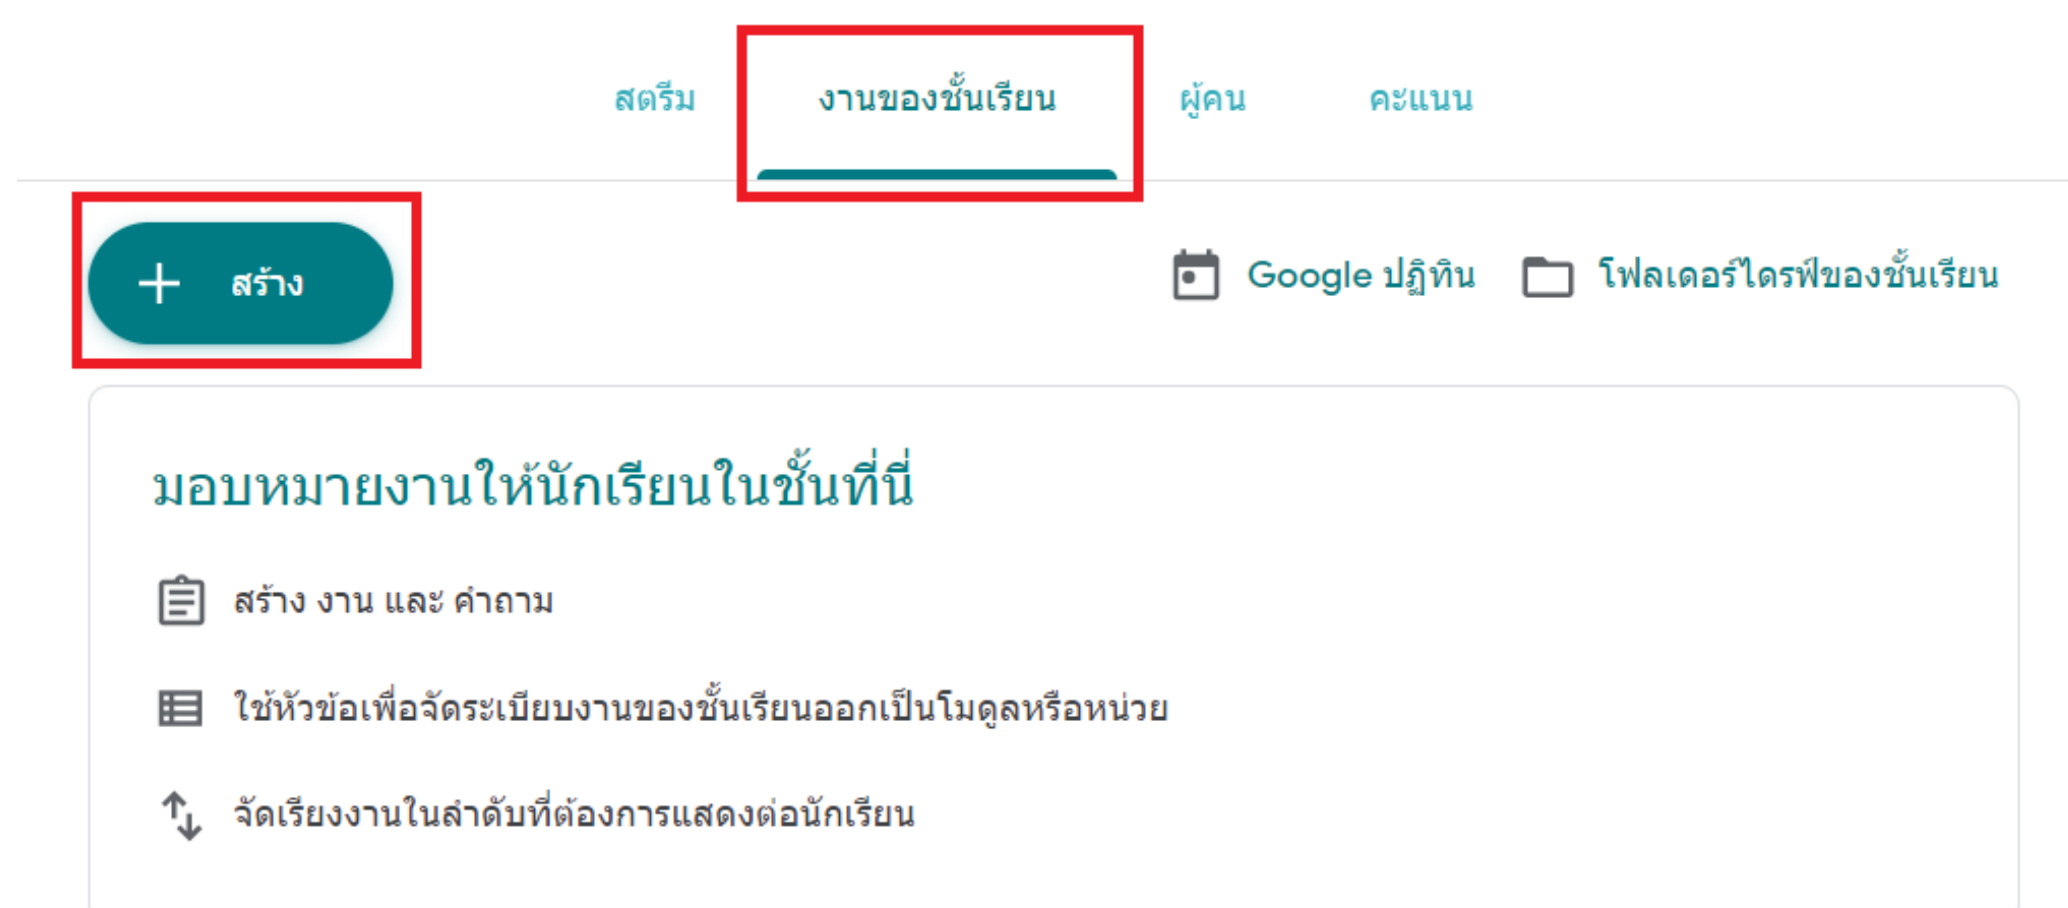 สตรีม งานของชั้นเรียน ผู้คน คะแนน
สร้าง Google ปฏิทิน โฟลเดอร์ไดรฟ์ของชั้นเรียน
มอบหมายงานให้นักเรียนในชั้นที่นี่
สร้าง งาน และ คำถาม
ใช้หัวข้อเพื่อจัดระเบียบงานของชั้นเรียนออกเป็นโมดูลหรือหน่วย
จัดเรียงงานในลำดับที่ต้องการแสดงต่อนักเรียน